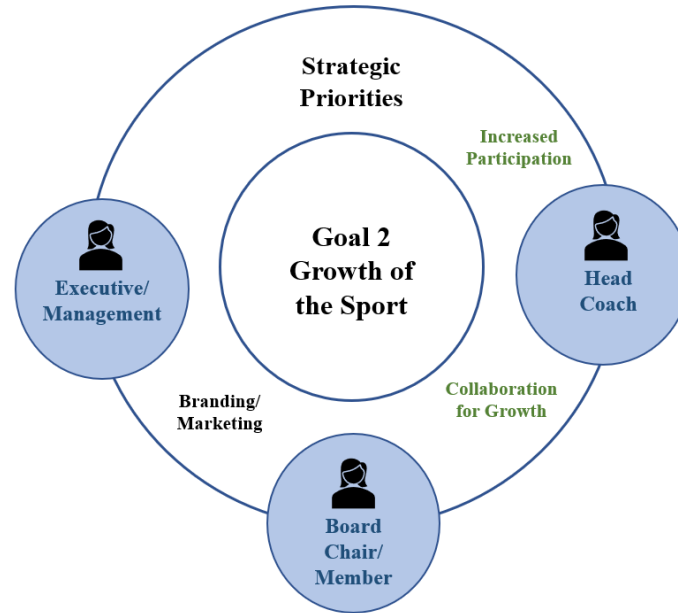 Strategic
Priorities
Increased
Participation
Goal 2
Growth of
the Sport
Executive/
Management
Head
Coach
Branding/
Marketing
Collaboration
for Growth
Board
Chair/
Member